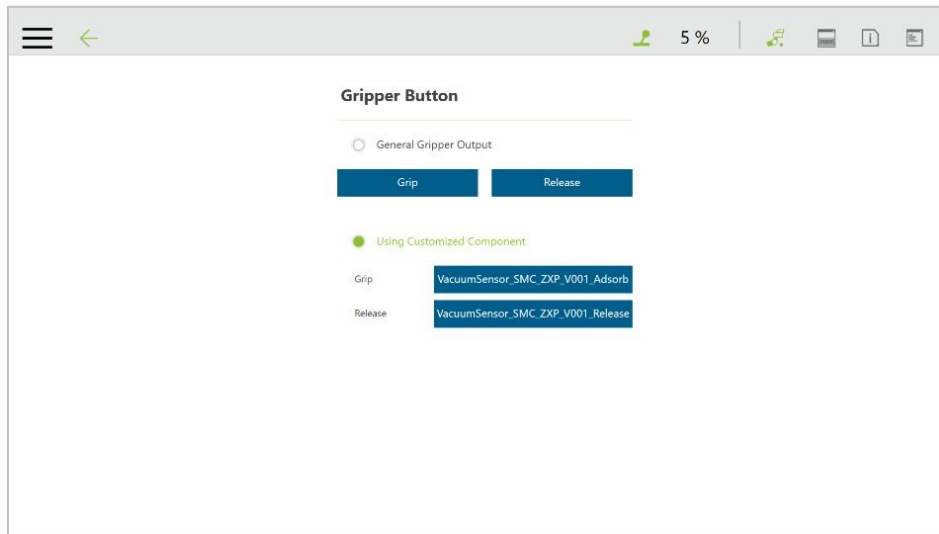 5 %
Gripper Button
General Gripper Output
Grip Release
Using Customized Component
Grip VacuumSensor_SMC_ZXP_V001_Adsorb
Release VacuumSensor_SMC_ZXP_V001_Release